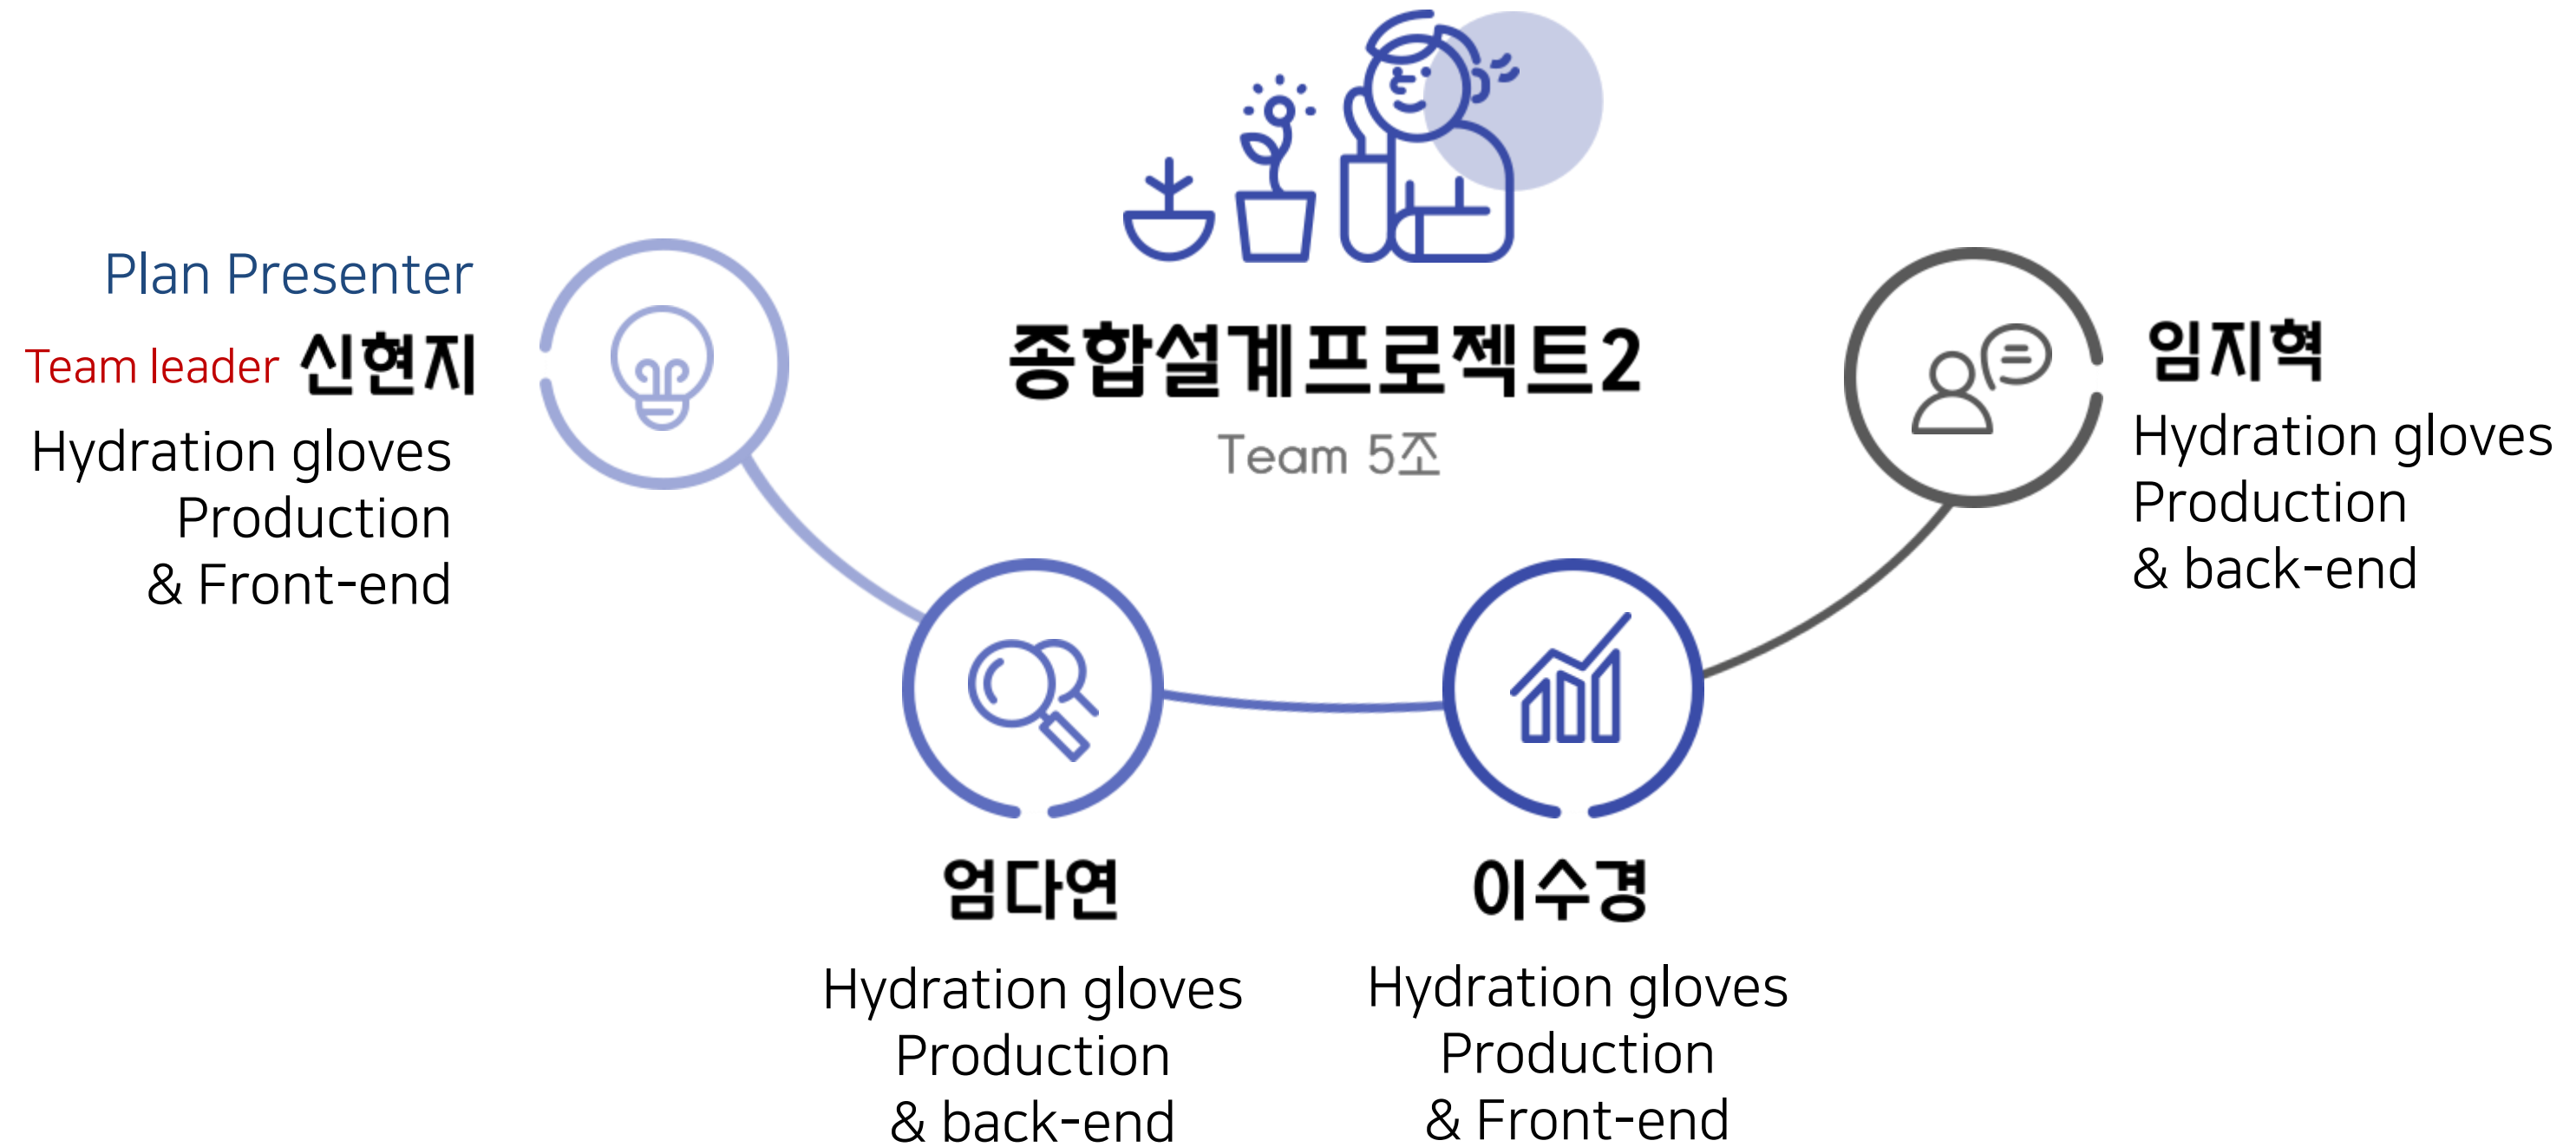 종합설계프로젝트2
Team 5조
Plan Presenter
Team leader 신현지
Hydration gloves
Production
& Front-end
엄다연
Hydration gloves
Production
& back-end
이수경
Hydration gloves
Production
& Front-end
임지혁
Hydration gloves
Production
& back-end